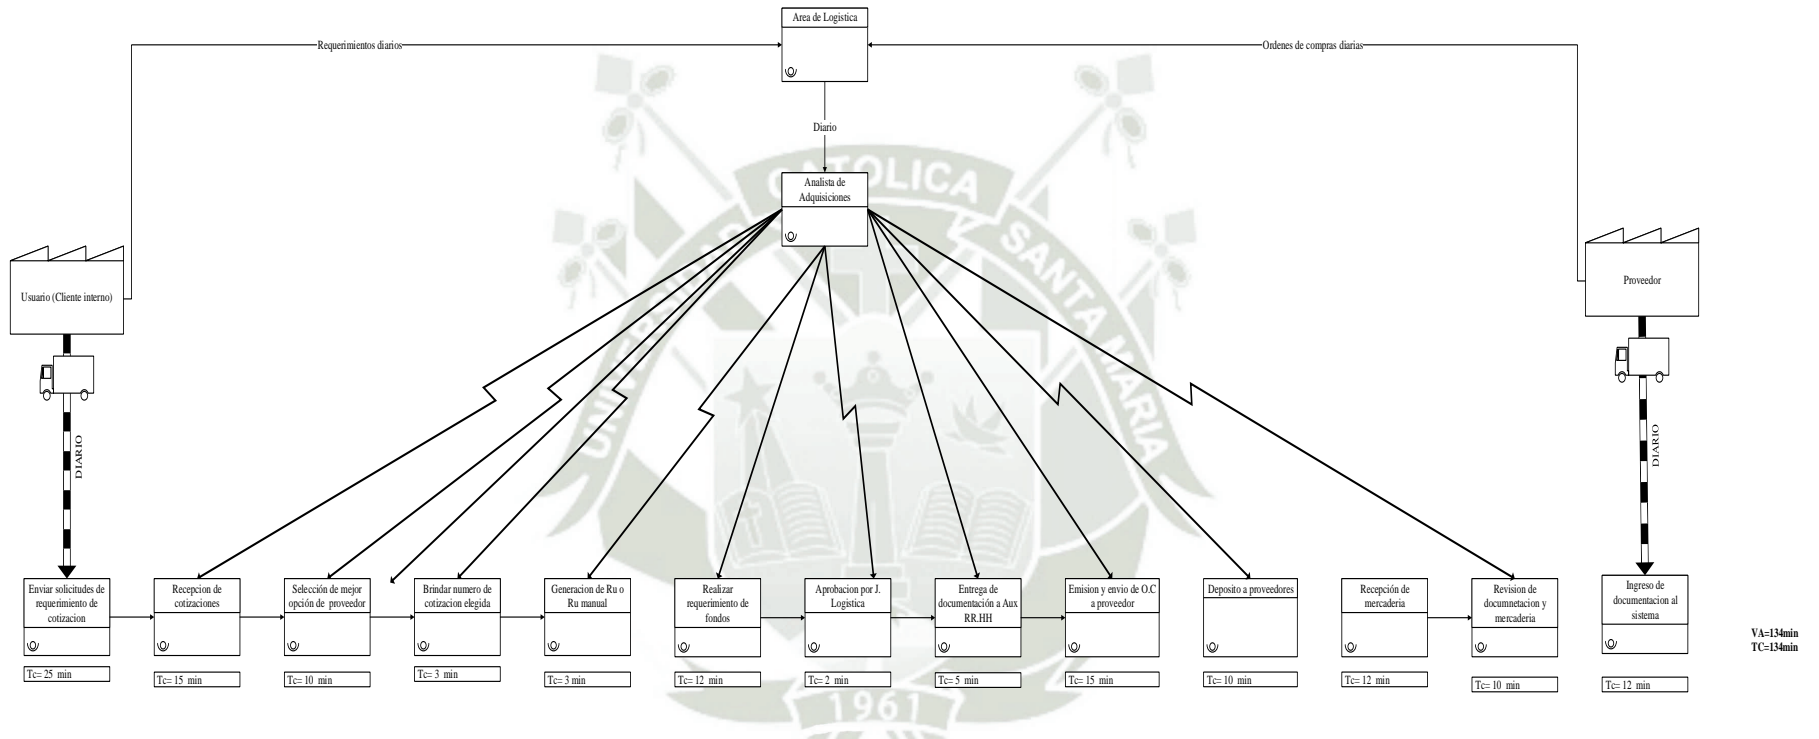 Area de Logistica
Requerimientos diarios
Ordenes de compras diarias
Diario
Analista de
Adquisiciones
UNIVERSIDAD CATOLICA SANTA MARIA
Usuario (Cliente interno)
Proveedor
DIARIO
DIARIO
Enviar solicitudes de
requerimiento de
cotizacion
Recepcion de
cotizaciones
Selección de mejor
opción de proveedor
Brindar numero de
cotizacion elegida
Generacion de Ru o
Ru manual
Realizar
requerimiento de
fondos
Aprobacion por J.
Logistica
Entrega de
documentación a Aux
RR.HH
Emision y envio de O.C
a proveedor
Deposito a proveedores
Recepción de
mercaderia
Revision de
documnetacion y
mercaderia
Ingreso de
documentacion al
sistema
VA=134min
TC=134min
Tc= 25 min
Tc= 15 min
Tc= 10 min
Tc= 3 min
Tc= 3 min
Tc= 12 min
Tc= 2 min
Tc= 5 min
Tc= 15 min
Tc= 10 min
Tc= 12 min
Tc= 10 min
Tc= 12 min
1961